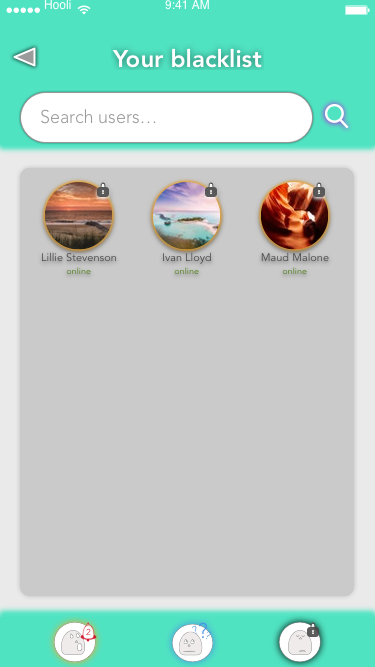 Hooli 9:41 AM
Your blacklist
Search users...
Lillie Stevenson Ivan Lloyd Maud Malone
online online online
2